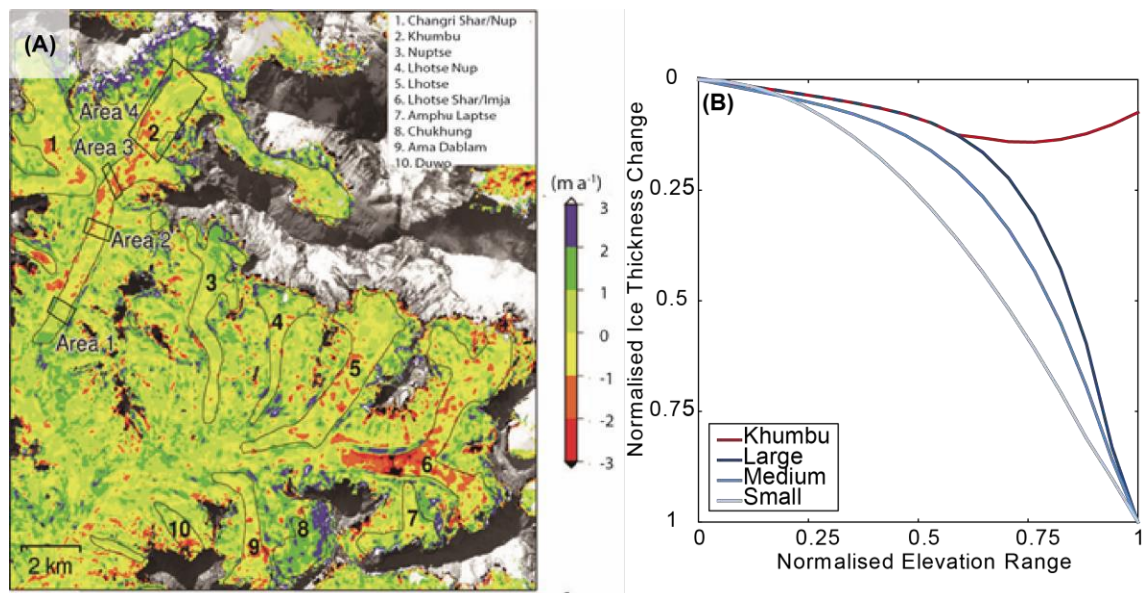 (A)
1. Changri Shar/Nup
2. Khumbu
3. Nuptse
4. Lhotse Nup
5. Lhotse
6. Lhotse Shar/Imja
7. Amphu Laptse
8. Chukhung
9. Ama Dablam
10. Duwo
Area 4
2
1
Area 3
Area 2
3
4
Area 1
5
6
7
8
10
9
2 km
(m a⁻¹)
3
2
1
0
-1
-2
-3
(B)
Normalised Ice Thickness Change
0
0.25
0.5
0.75
1
Khumbu
Large
Medium
Small
0
0.25
0.5
0.75
1
Normalised Elevation Range